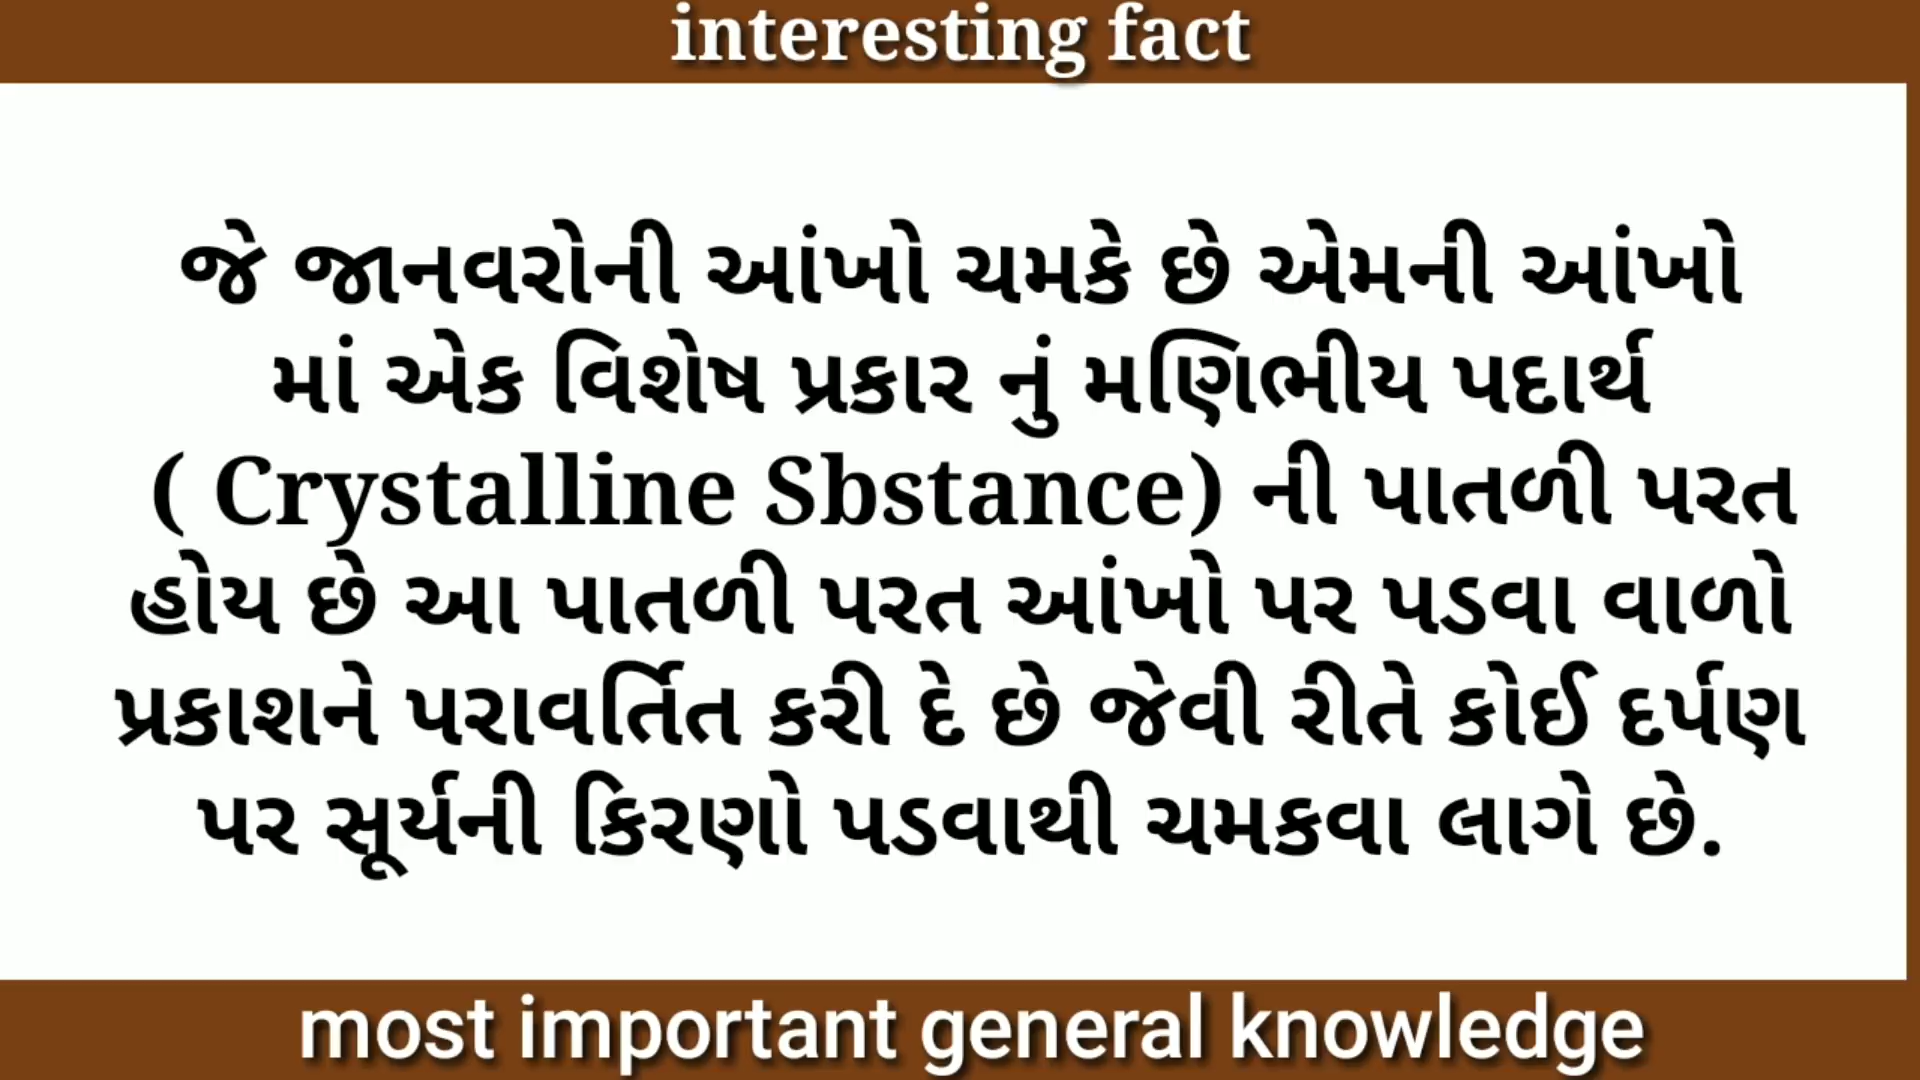 interesting fact
જે જાનવરોની આંખો ચમકે છે એમની આંખો
માં એક વિશેષ પ્રકાર નું મણિભીય પદાર્થ
( Crystalline Sbstance) ની પાતળી પરત
હોય છે આ પાતળી પરત આંખો પર પડવા વાળો
પ્રકાશને પરાવર્તિત કરી દે છે જેવી રીતે કોઈ દર્પણ
પર સૂર્યની કિરણો પડવાથી ચમકવા લાગે છે.
most important general knowledge